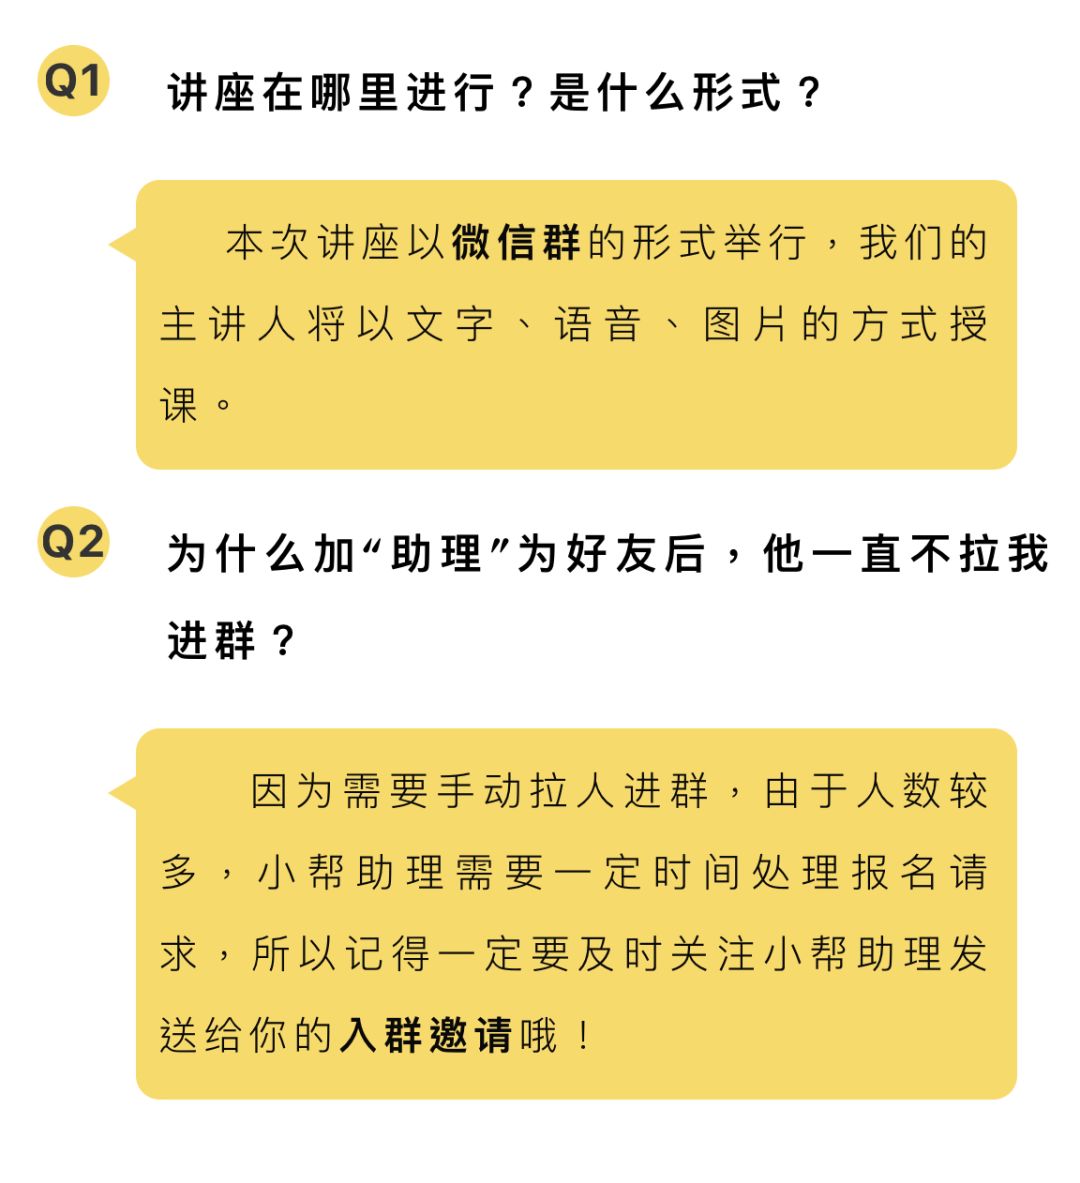 Q1
讲座在哪里进行？是什么形式？
本次讲座以微信群的形式举行，我们的
主讲人将以文字、语音、图片的方式授
课。
Q2
为什么加“助理”为好友后，他一直不拉我
进群？
因为需要手动拉人进群，由于人数较
多，小帮助理需要一定时间处理报名请
求，所以记得一定要及时关注小帮助理发
送给你的入群邀请哦！